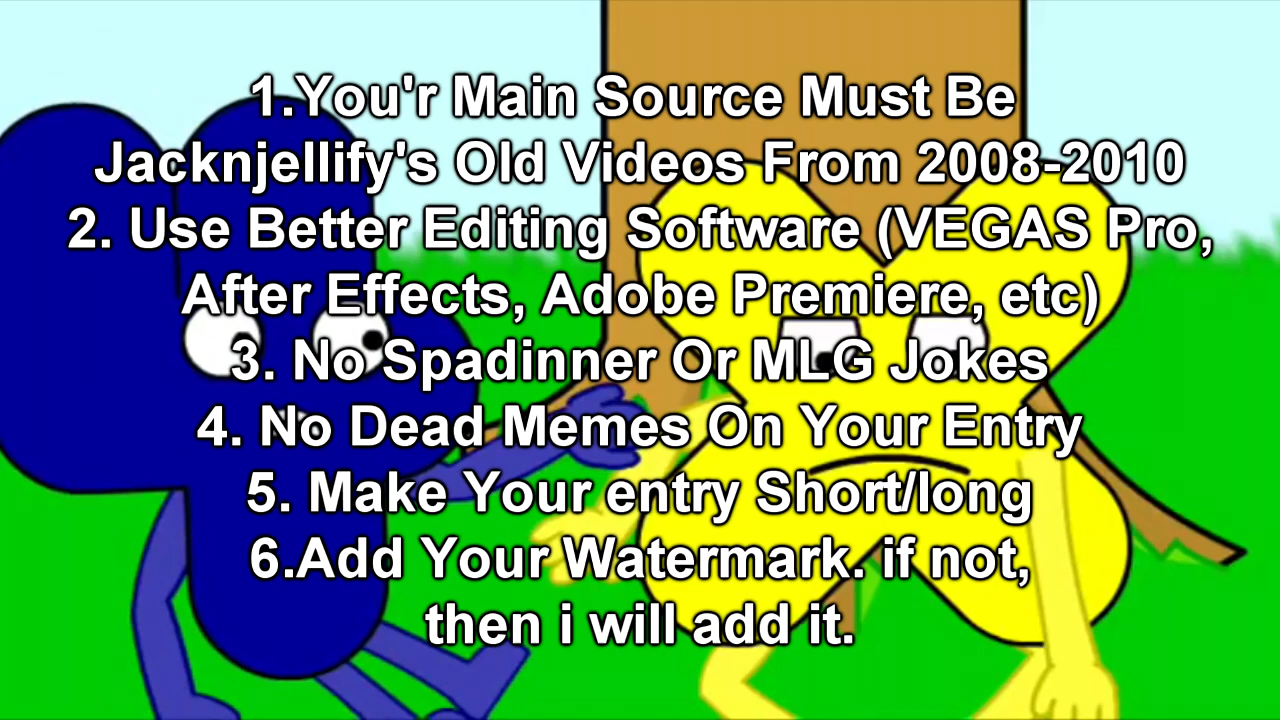 1.You'r Main Source Must Be
Jacknjellify's Old Videos From 2008-2010
2. Use Better Editing Software (VEGAS Pro,
After Effects, Adobe Premiere, etc)
3. No Spadinner Or MLG Jokes
4. No Dead Memes On Your Entry
5. Make Your entry Short/long
6.Add Your Watermark. if not,
then i will add it.